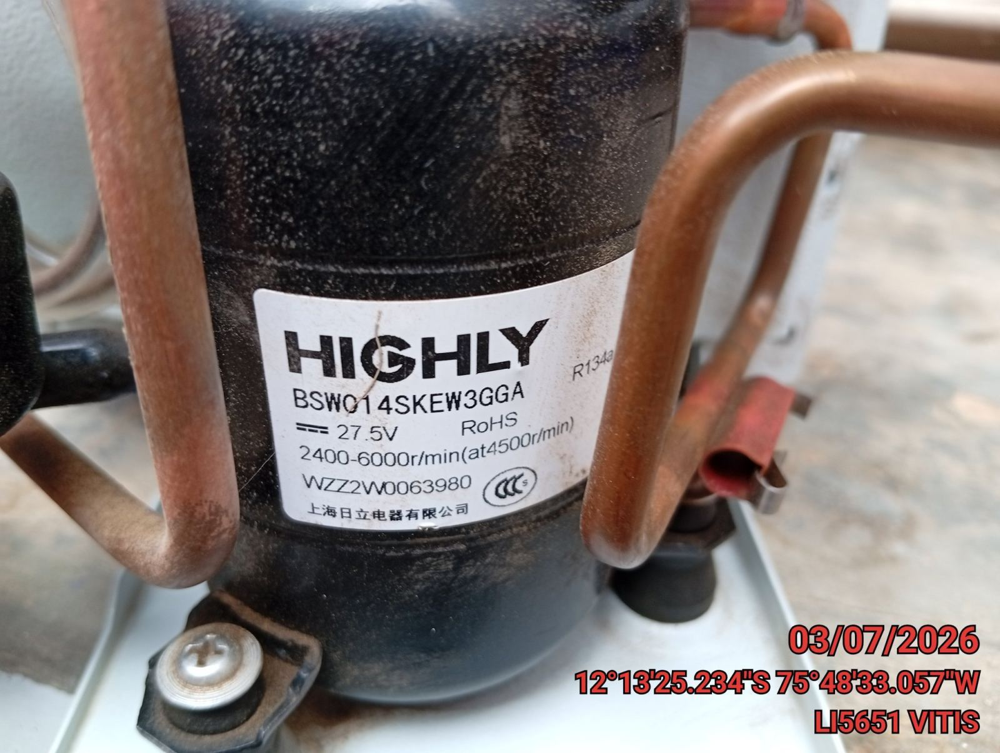 HIGHLY
R134a
BSW014SKEW3GGA
27.5V RoHS
2400-6000r/min(at4500r/min)
WZZ2W0063980
CCC S
上海日立电器有限公司
03/07/2026
12°13'25.234"S 75°48'33.057"W
LI5651 VITIS